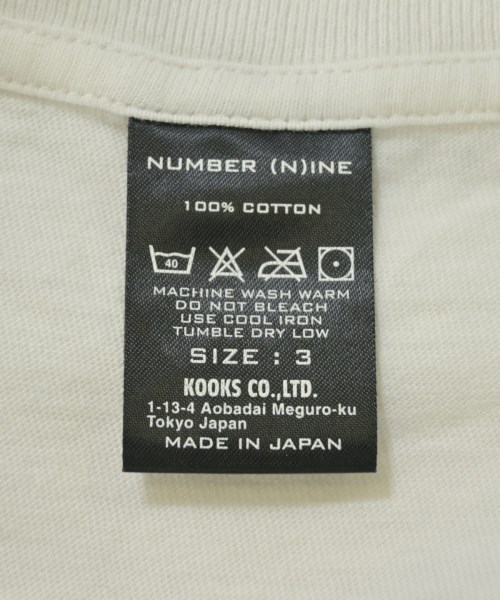 NUMBER (N)INE
100% COTTON
40
MACHINE WASH WARM
DO NOT BLEACH
USE COOL IRON
TUMBLE DRY LOW
SIZE : 3
KOOKS CO.,LTD.
1-13-4 Aobadai Meguro-ku
Tokyo Japan
MADE IN JAPAN